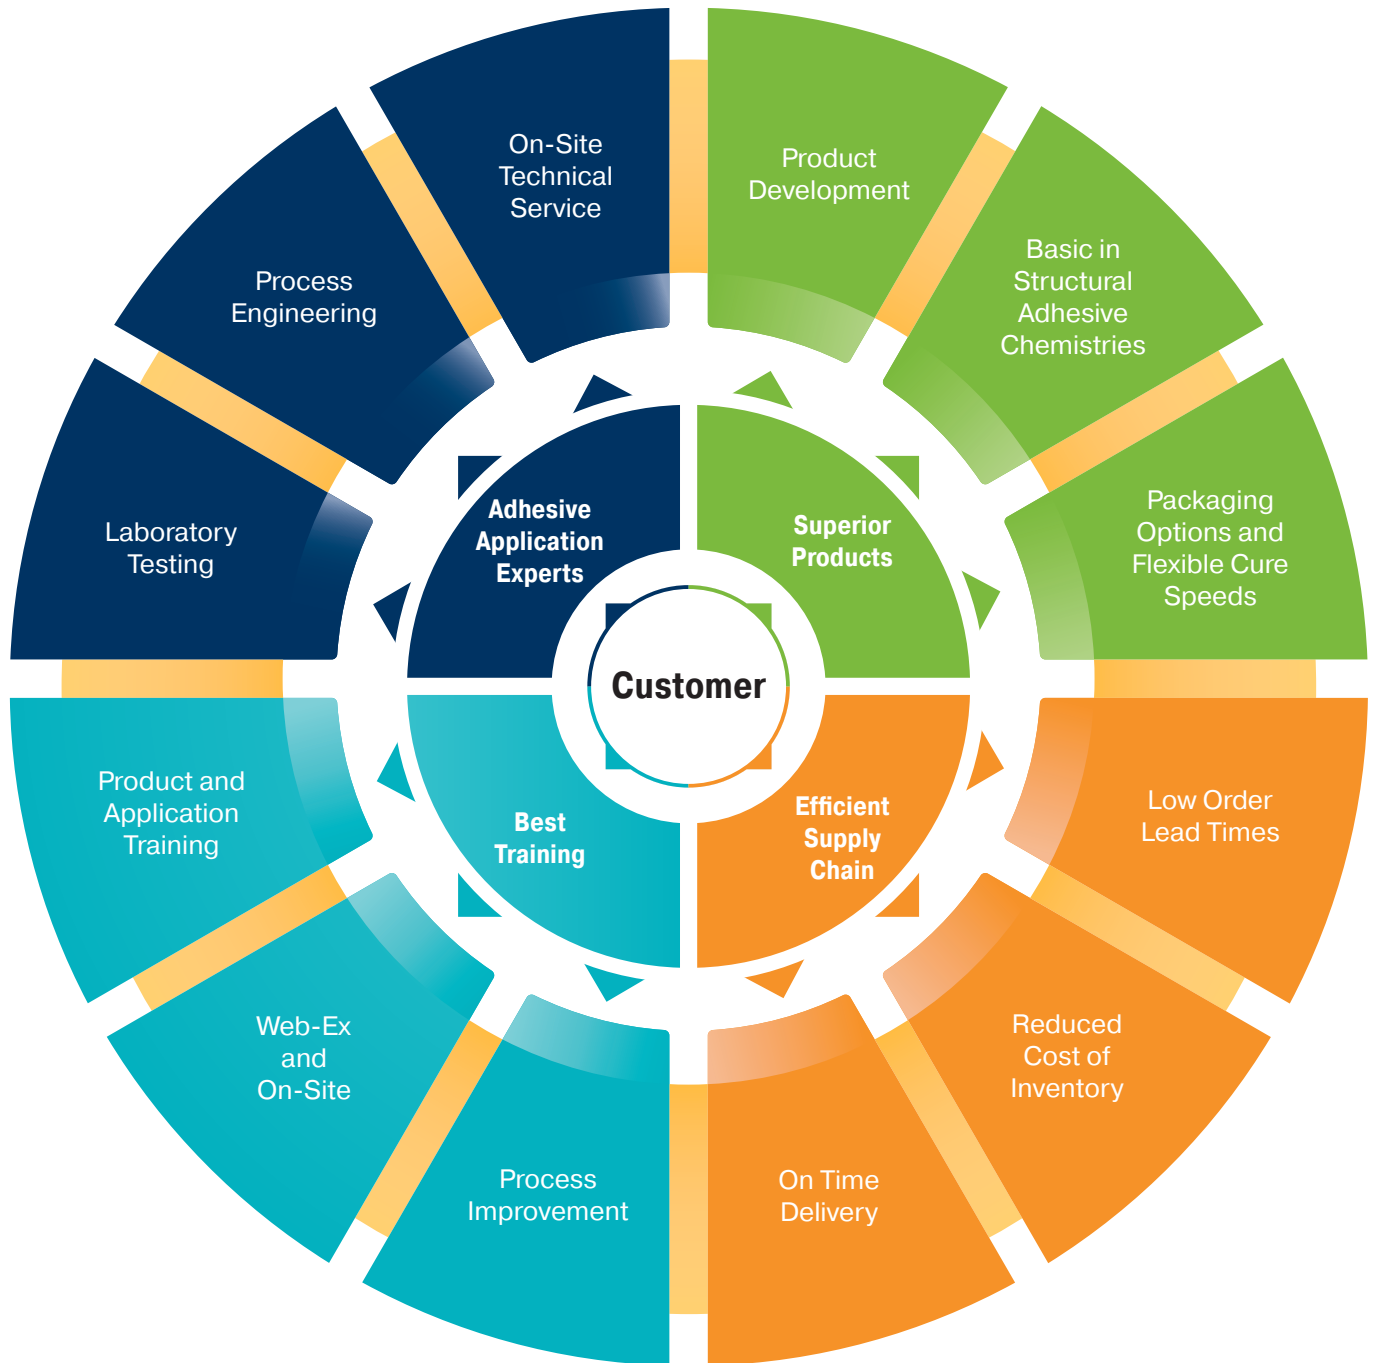 On-Site
Technical
Service
Product
Development
Process
Engineering
Basic in
Structural
Adhesive
Chemistries
Laboratory
Testing
Packaging
Options and
Flexible Cure
Speeds
Adhesive
Application
Experts
Superior
Products
Customer
Best
Training
Efficient
Supply
Chain
Product and
Application
Training
Low Order
Lead Times
Web-Ex
and
On-Site
Reduced
Cost of
Inventory
Process
Improvement
On Time
Delivery